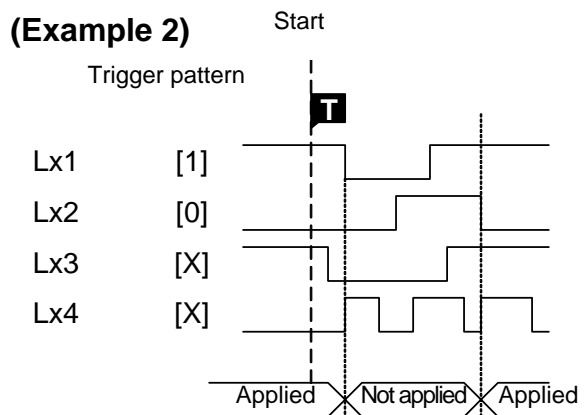 (Example 2)
Start
Trigger pattern
T
Lx1 [1]
Lx2 [0]
Lx3 [X]
Lx4 [X]
Applied Not applied Applied